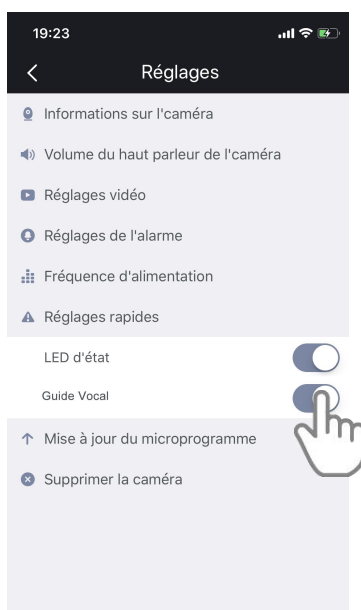 19:23
Réglages
Informations sur l'caméra
Volume du haut parleur de l'caméra
Réglages vidéo
Réglages de l'alarme
Fréquence d'alimentation
Réglages rapides
LED d'état
Guide Vocal
Mise à jour du microprogramme
Supprimer la caméra